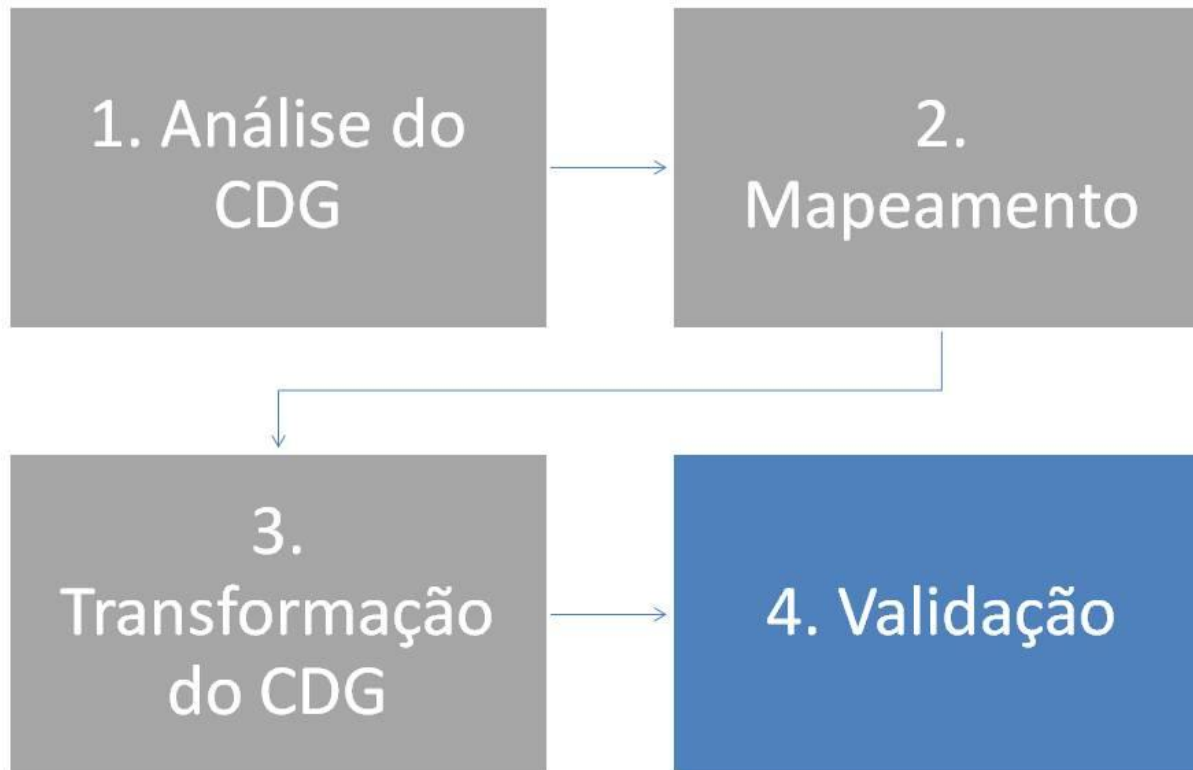 1. Análise do
CDG
2.
Mapeamento
3.
Transformação
do CDG
4. Validação